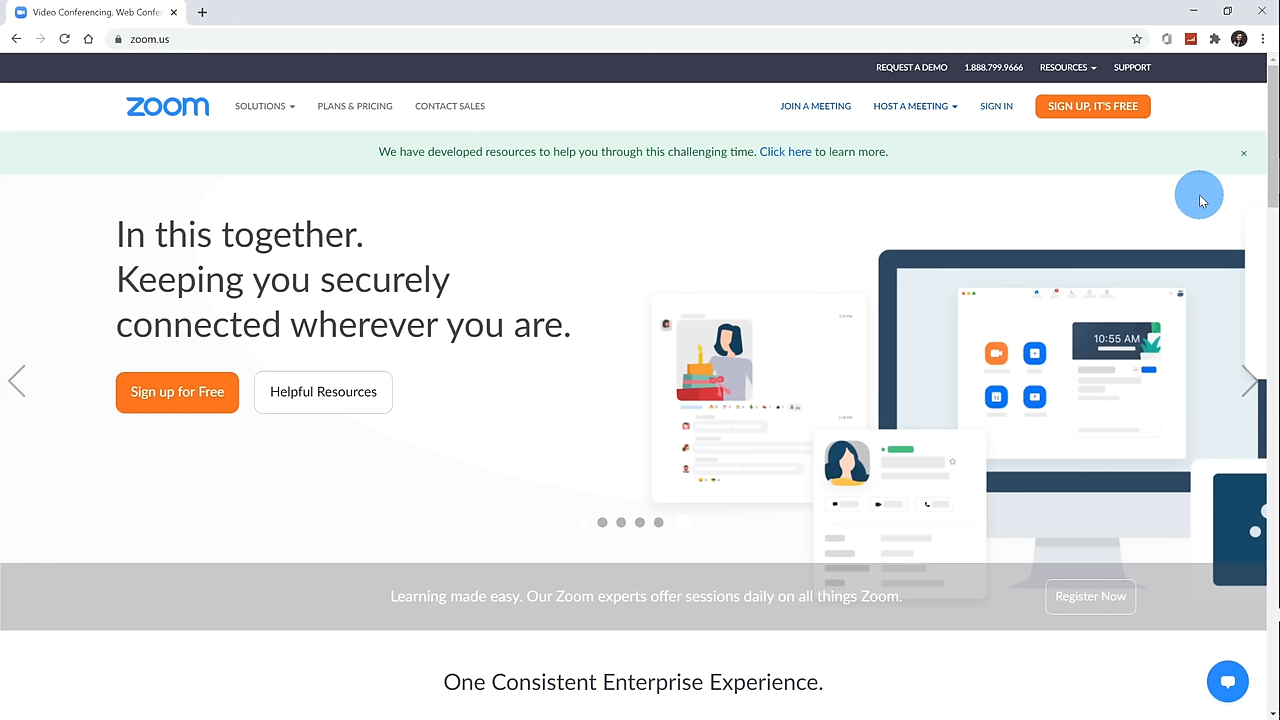 Video Conferencing, Web Confe
zoom.us
REQUEST A DEMO 1.888.799.9666 RESOURCES SUPPORT
zoom SOLUTIONS PLANS & PRICING CONTACT SALES JOIN A MEETING HOST A MEETING SIGN IN SIGN UP, IT'S FREE
We have developed resources to help you through this challenging time. Click here to learn more.
In this together.
Keeping you securely
connected wherever you are.
Sign up for Free Helpful Resources
10:55 AM
Learning made easy. Our Zoom experts offer sessions daily on all things Zoom. Register Now
One Consistent Enterprise Experience.